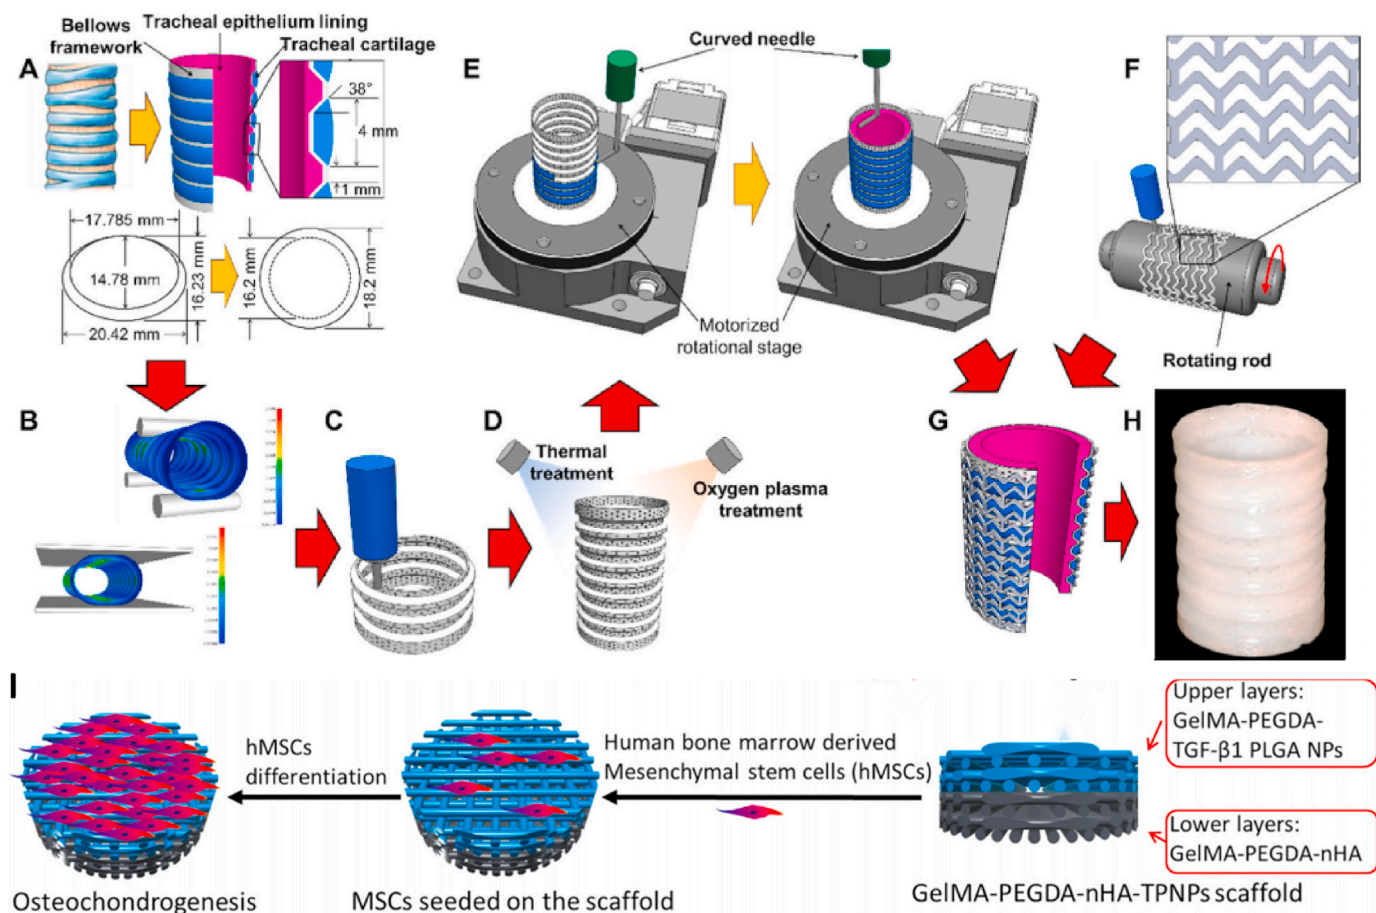 Bellows
framework
Tracheal epithelium lining
Tracheal cartilage
A
38°
4 mm
1 mm
17.785 mm
14.78 mm
16.23 mm
20.42 mm
16.2 mm
18.2 mm
E
Curved needle
Motorized
rotational stage
F
Rotating rod
B
C
D
Thermal
treatment
Oxygen plasma
treatment
G
H
I
hMSCs
differentiation
Human bone marrow derived
Mesenchymal stem cells (hMSCs)
Upper layers:
GelMA-PEGDA-
TGF-β1 PLGA NPs
Lower layers:
GelMA-PEGDA-nHA
Osteochondrogenesis
MSCs seeded on the scaffold
GelMA-PEGDA-nHA-TPNPs scaffold